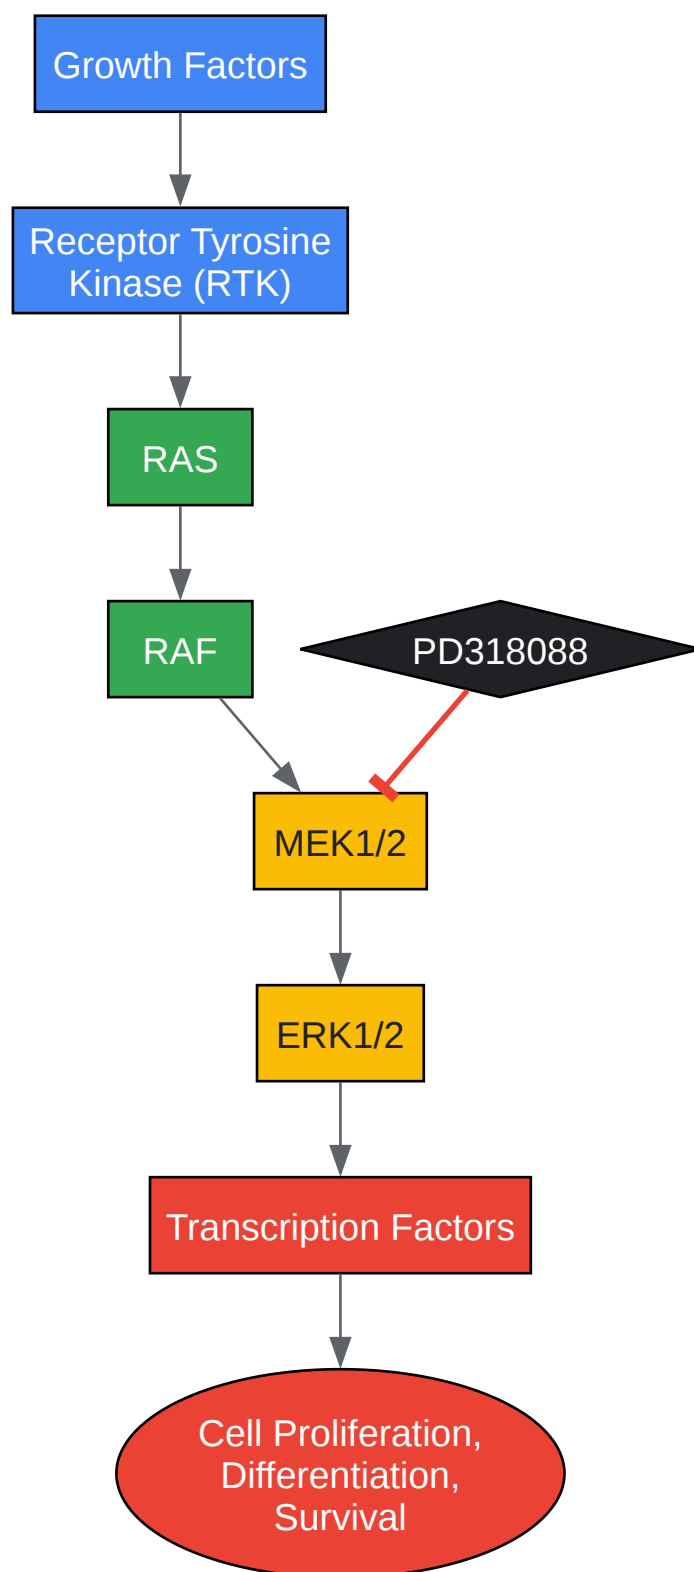 Growth Factors
Receptor Tyrosine
Kinase (RTK)
RAS
RAF
PD318088
MEK1/2
ERK1/2
Transcription Factors
Cell Proliferation,
Differentiation,
Survival